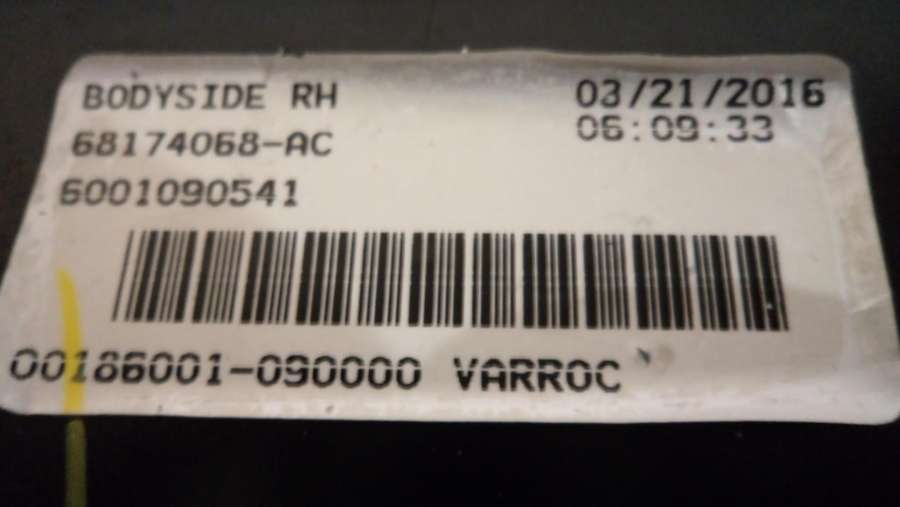 BODYSIDE RH
03/21/2016
68174068-AC
06:09:33
6001090541
00186001-090000 VARROC